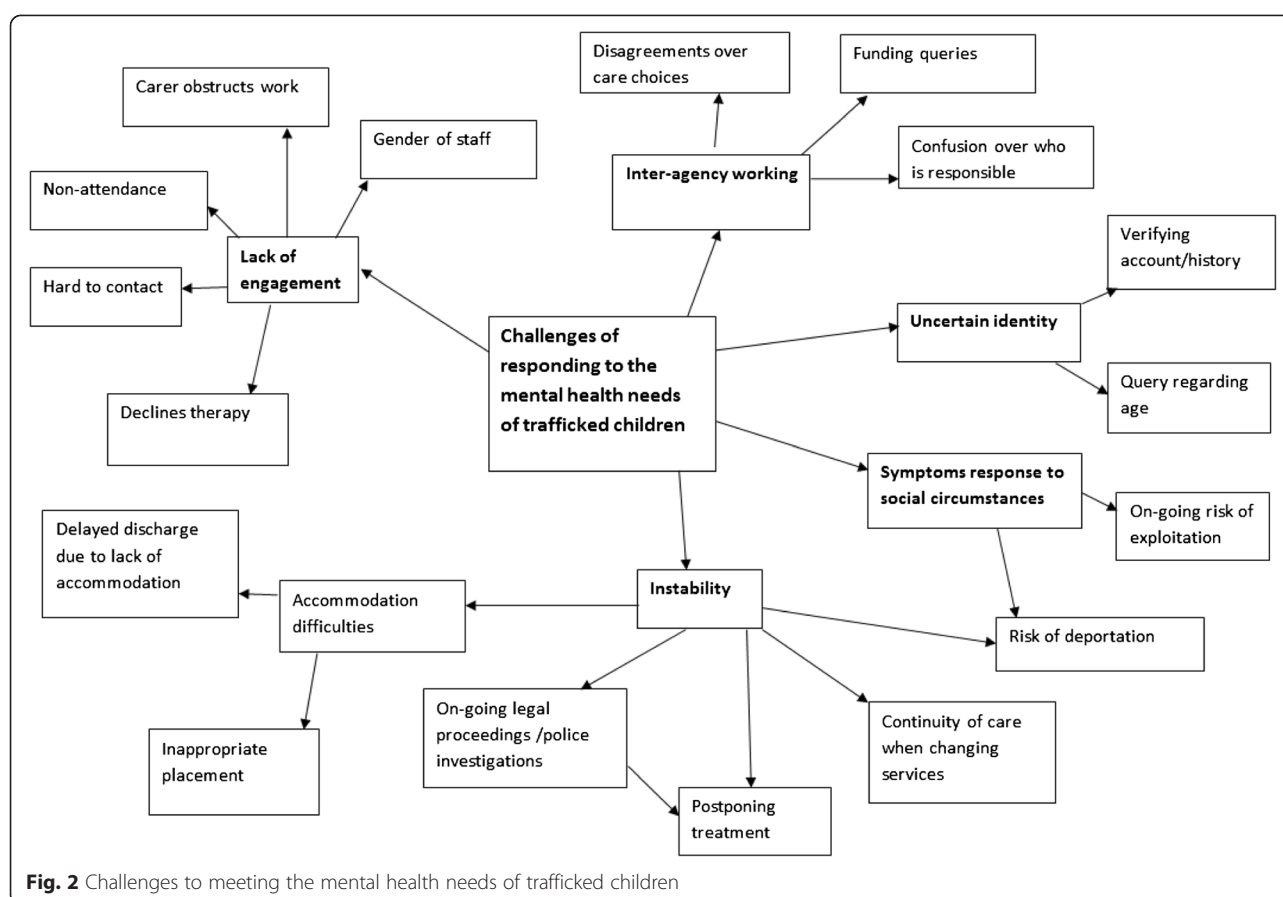 Disagreements over
care choices
Funding queries
Carer obstructs work
Gender of staff
Inter-agency working
Confusion over who
is responsible
Non-attendance
Lack of
engagement
Verifying
account/history
Hard to contact
Uncertain identity
Challenges of
responding to the
mental health needs
of trafficked children
Query regarding
age
Declines therapy
Symptoms response to
social circumstances
On-going risk of
exploitation
Delayed discharge
due to lack of
accommodation
Accommodation
difficulties
Instability
Risk of deportation
On-going legal
proceedings /police
investigations
Continuity of care
when changing
services
Inappropriate
placement
Postponing
treatment
Fig. 2 Challenges to meeting the mental health needs of trafficked children